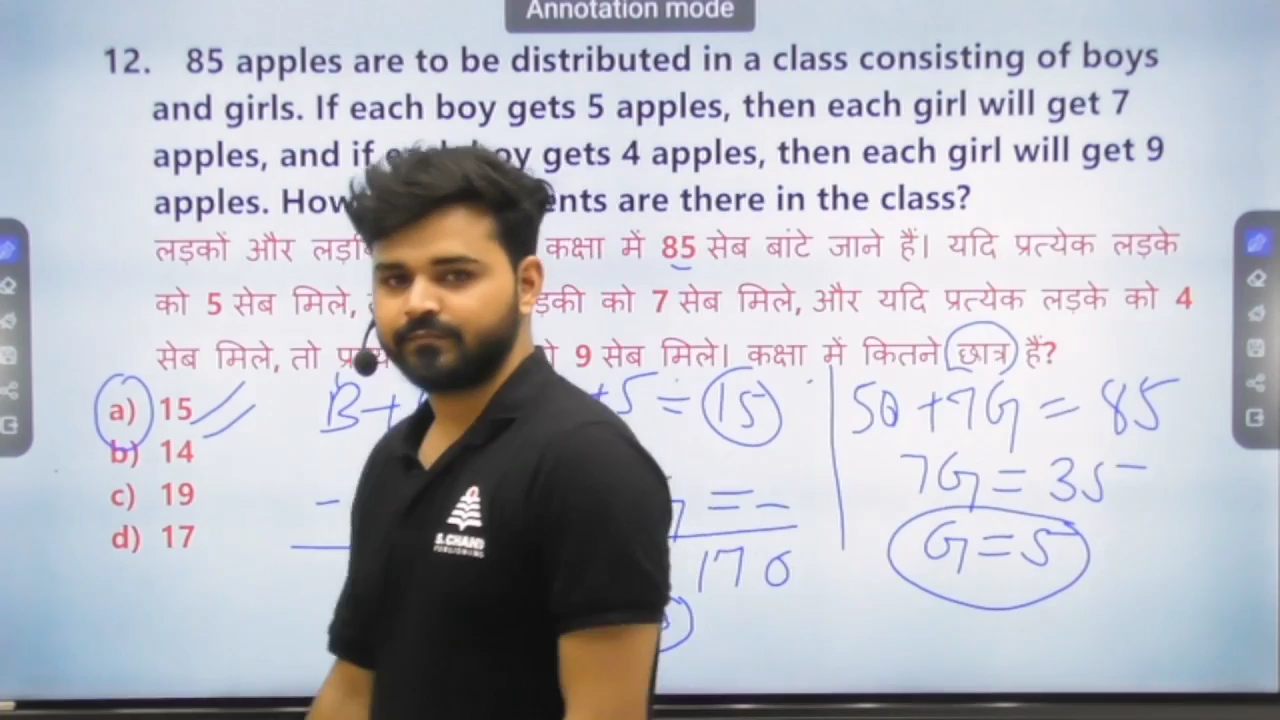 Annotation mode
12. 85 apples are to be distributed in a class consisting of boys
and girls. If each boy gets 5 apples, then each girl will get 7
apples, and if gets 4 apples, then each girl will get 9
apples. How are there in the class?
लड़कों और कक्षा में 85 सेब बांटे जाने हैं। यदि प्रत्येक लड़के
को 5 सेब मिले, को 7 सेब मिले, और यदि प्रत्येक लड़के को 4
सेब मिले, तो 9 सेब मिले। कक्षा में कितने छात्र हैं?
a) 15
b) 14
c) 19
d) 17
B+ +5 = 15
170
50 + 7G = 85
7G = 35
G = 5
S. CHAND
PUBLISHING